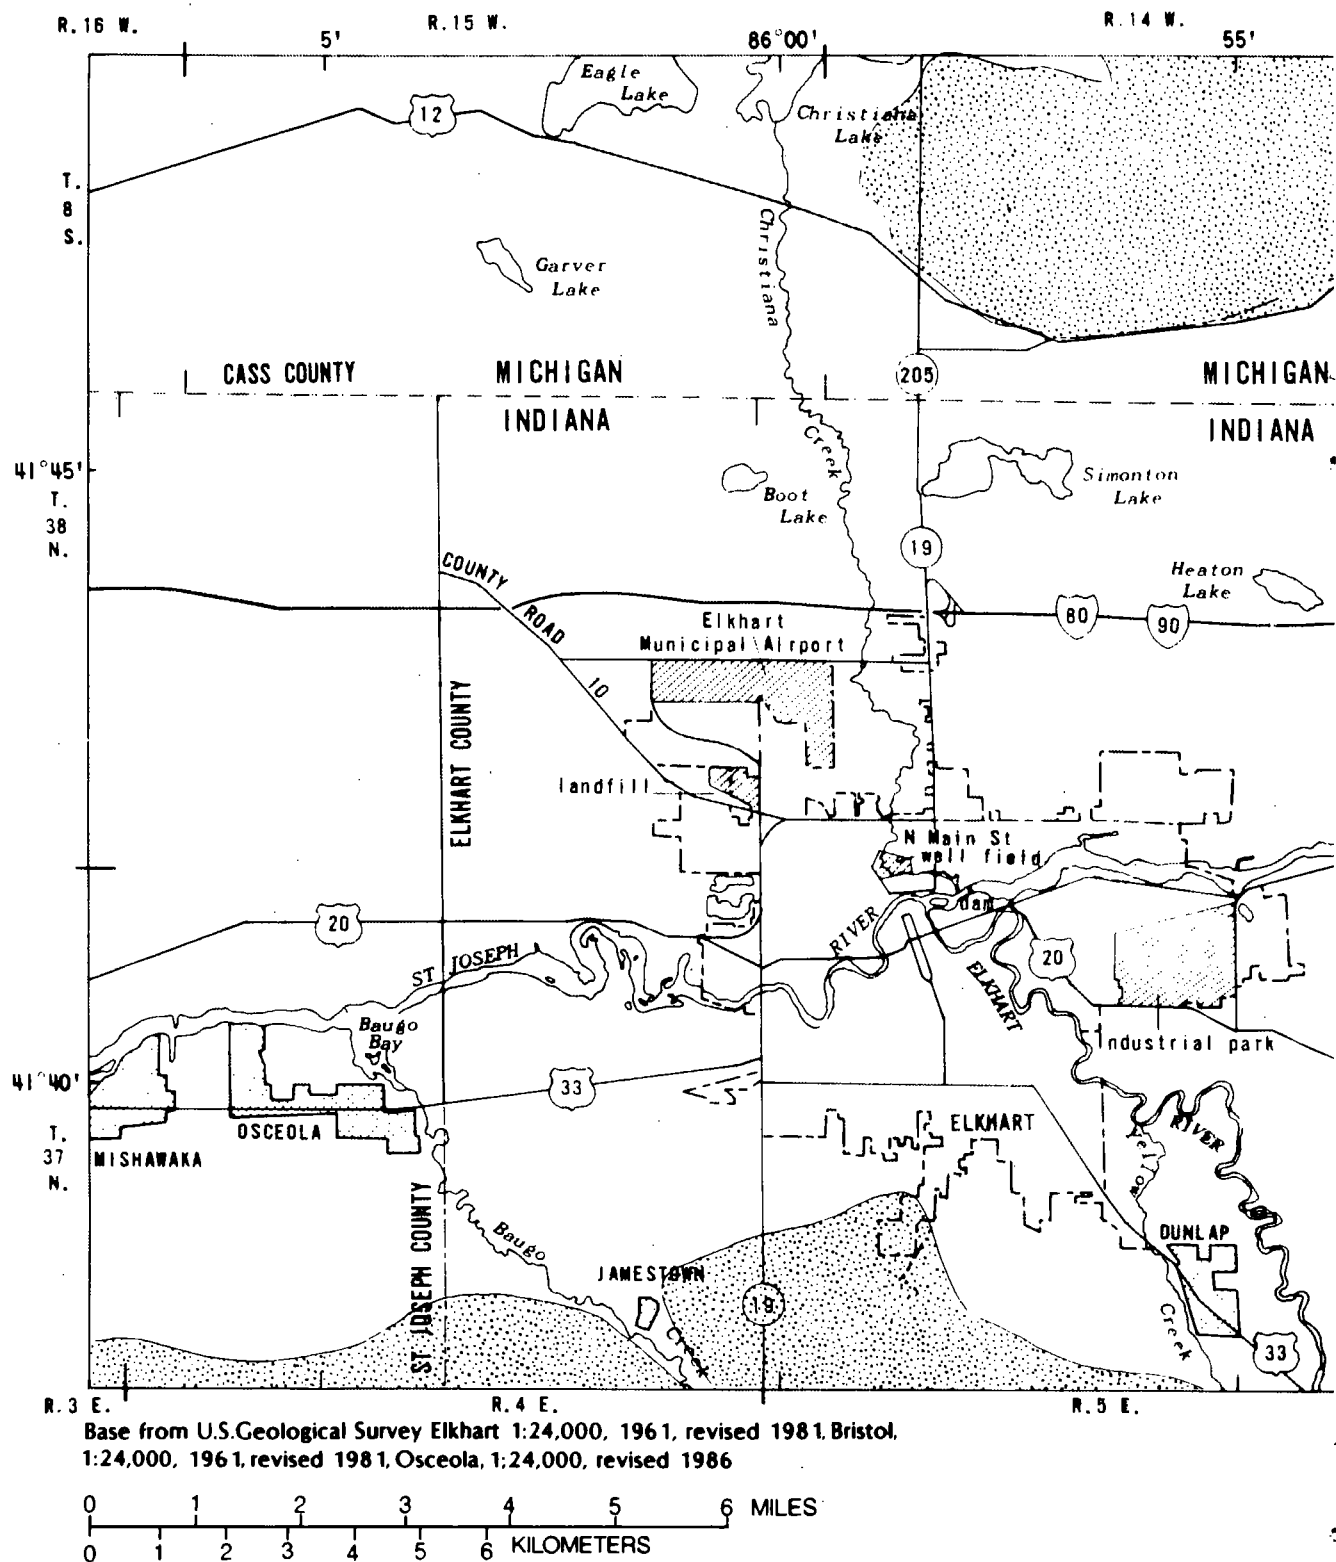 R.16 W.
5'
R.15 W.
86°00'
R.14 W.
55'
Eagle
Lake
12
Christiana
Lake
T.
8
S.
Christiana
Garver
Lake
CASS COUNTY
MICHIGAN
205
MICHIGAN
INDIANA
INDIANA
Creek
41°45'
T.
38
N.
Boot
Lake
Simonton
Lake
19
COUNTY
ROAD
10
Heaton
Lake
80
90
Elkhart
Municipal Airport
ELKHART COUNTY
landfill
N Main St
well field
dam
20
RIVER
ST JOSEPH
20
ELKHART
Baugo
Bay
Industrial park
41°40'
33
OSCEOLA
ELKHART
RIVER
T.
37
N.
MISHAWAKA
Yellow
ST JOSEPH COUNTY
Baugo
DUNLAP
JAMESTOWN
19
Creek
Creek
33
R.3 E.
R.4 E.
R.5 E.
Base from U.S.Geological Survey Elkhart 1:24,000, 1961, revised 1981, Bristol,
1:24,000, 1961, revised 1981, Osceola, 1:24,000, revised 1986
0 1 2 3 4 5 6 MILES
0 1 2 3 4 5 6 KILOMETERS